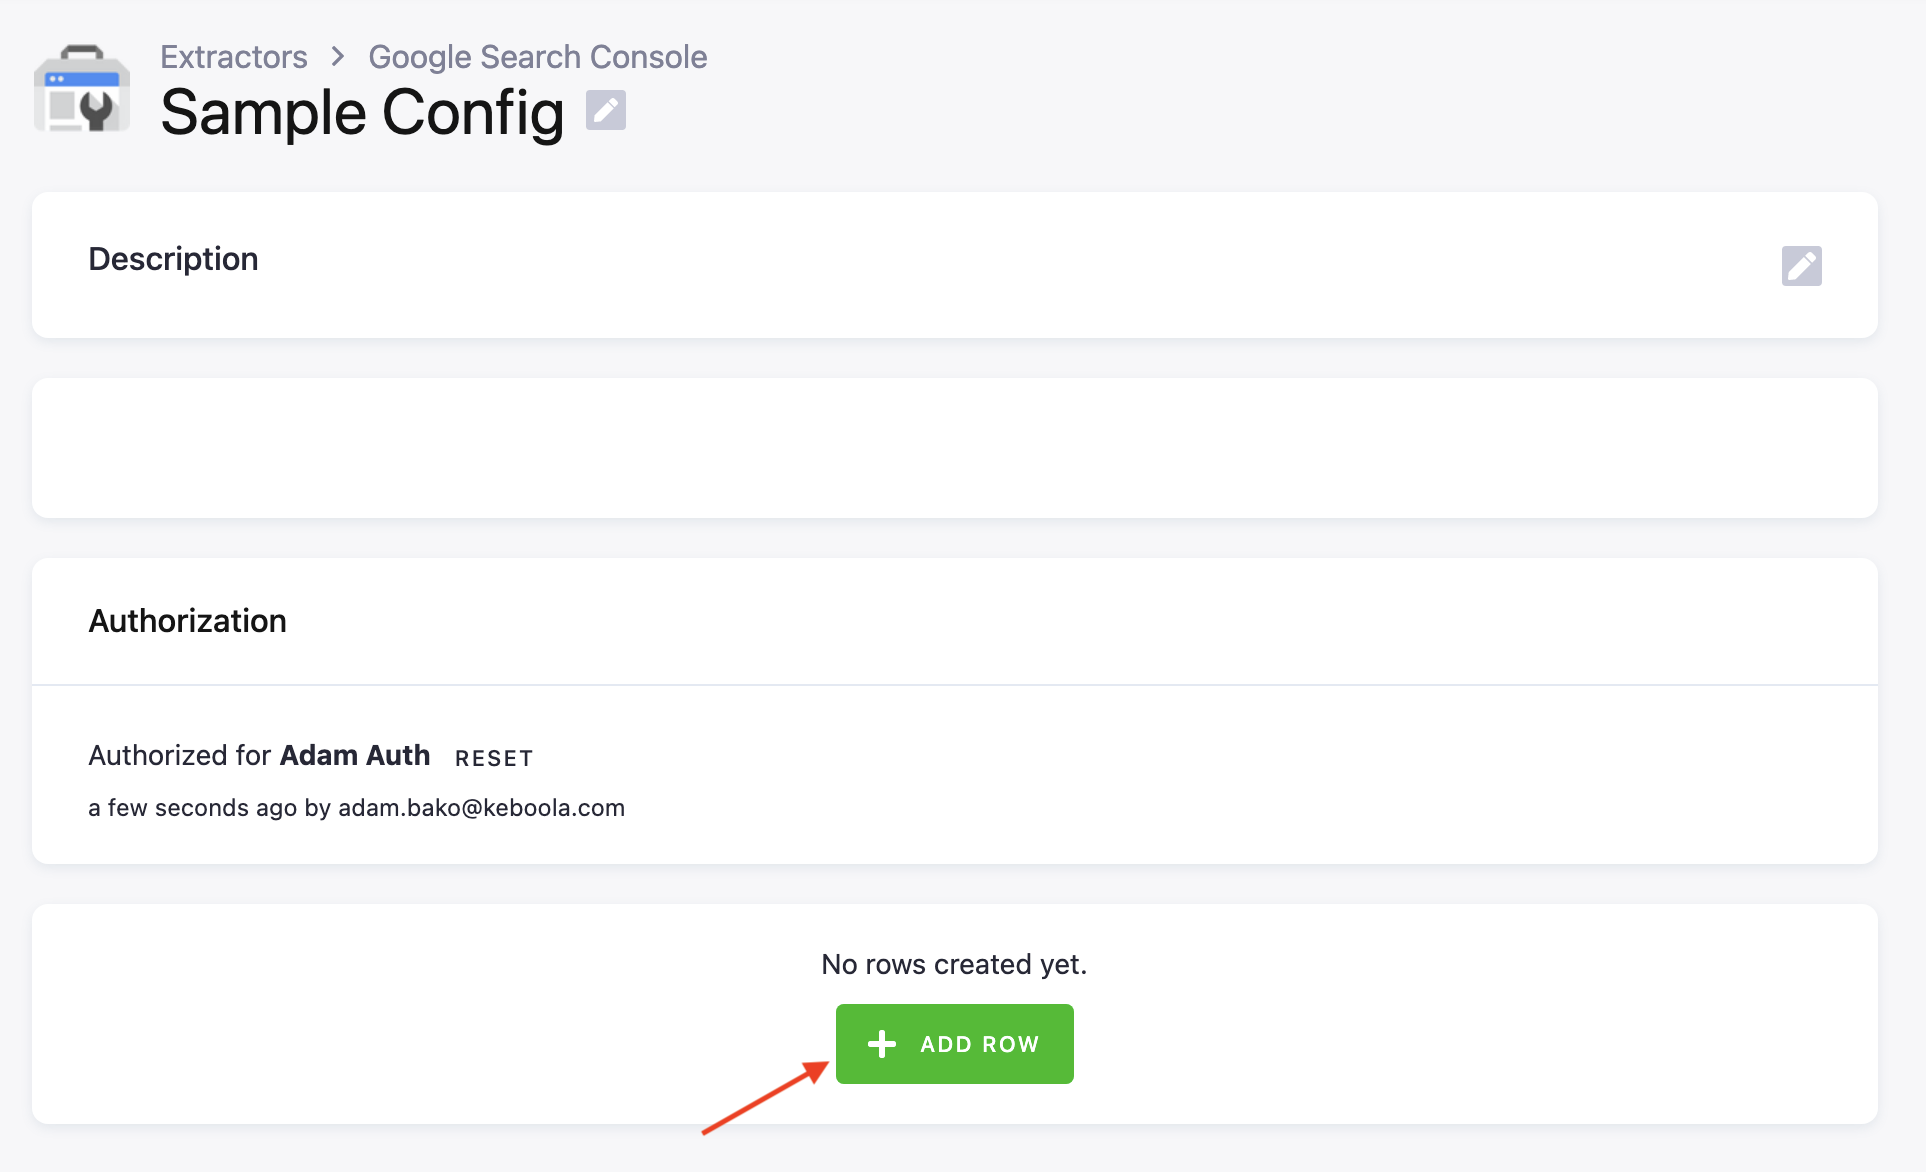 Extractors > Google Search Console
Sample Config
Description
Authorization
Authorized for Adam Auth RESET
a few seconds ago by adam.bako@keboola.com
No rows created yet.
ADD ROW